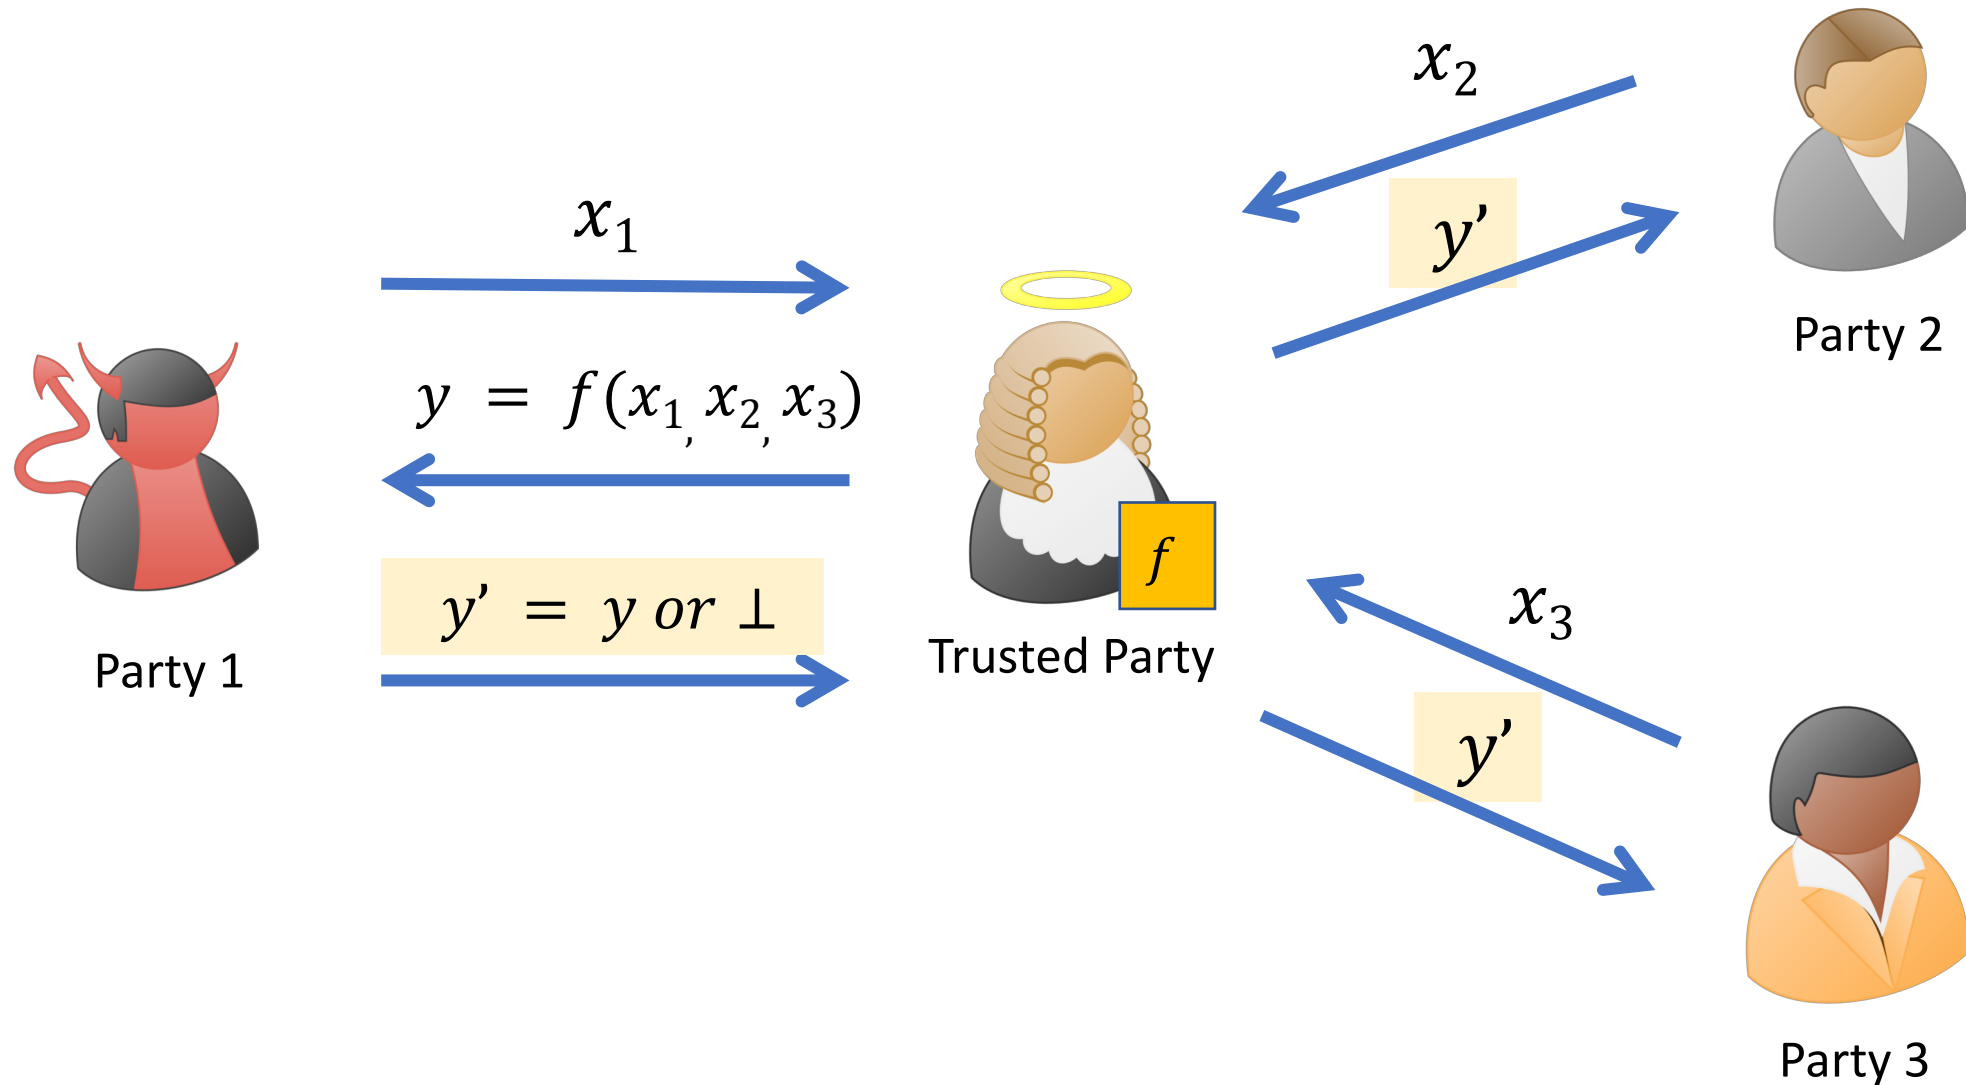 x₁
y = f(x₁, x₂, x₃)
y’ = y or ⊥
Party 1
f
Trusted Party
x₂
y’
Party 2
x₃
y’
Party 3